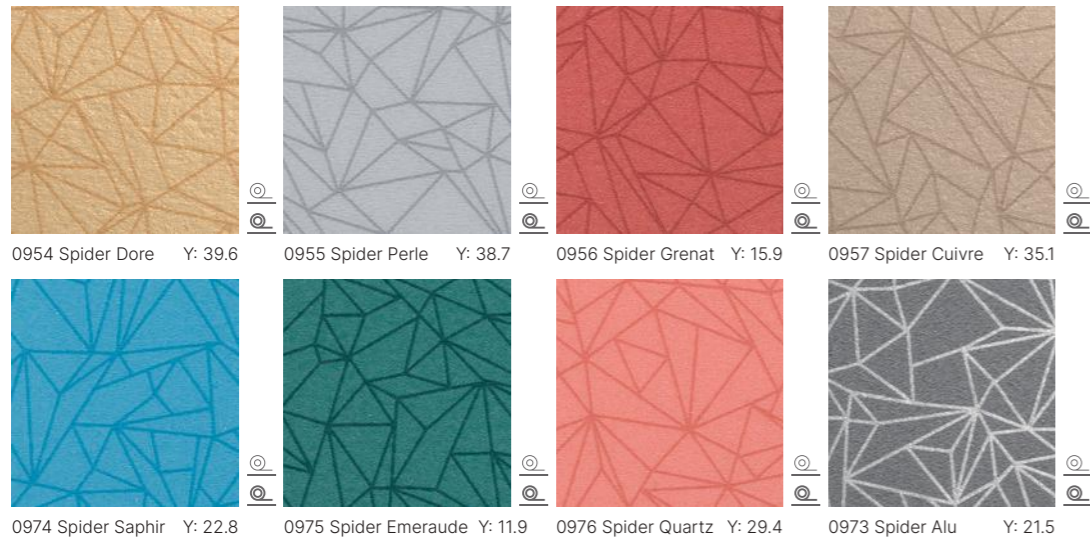 0954 Spider Dore Y: 39.6
0955 Spider Perle Y: 38.7
0956 Spider Grenat Y: 15.9
0957 Spider Cuivre Y: 35.1
0974 Spider Saphir Y: 22.8
0975 Spider Emeraude Y: 11.9
0976 Spider Quartz Y: 29.4
0973 Spider Alu Y: 21.5